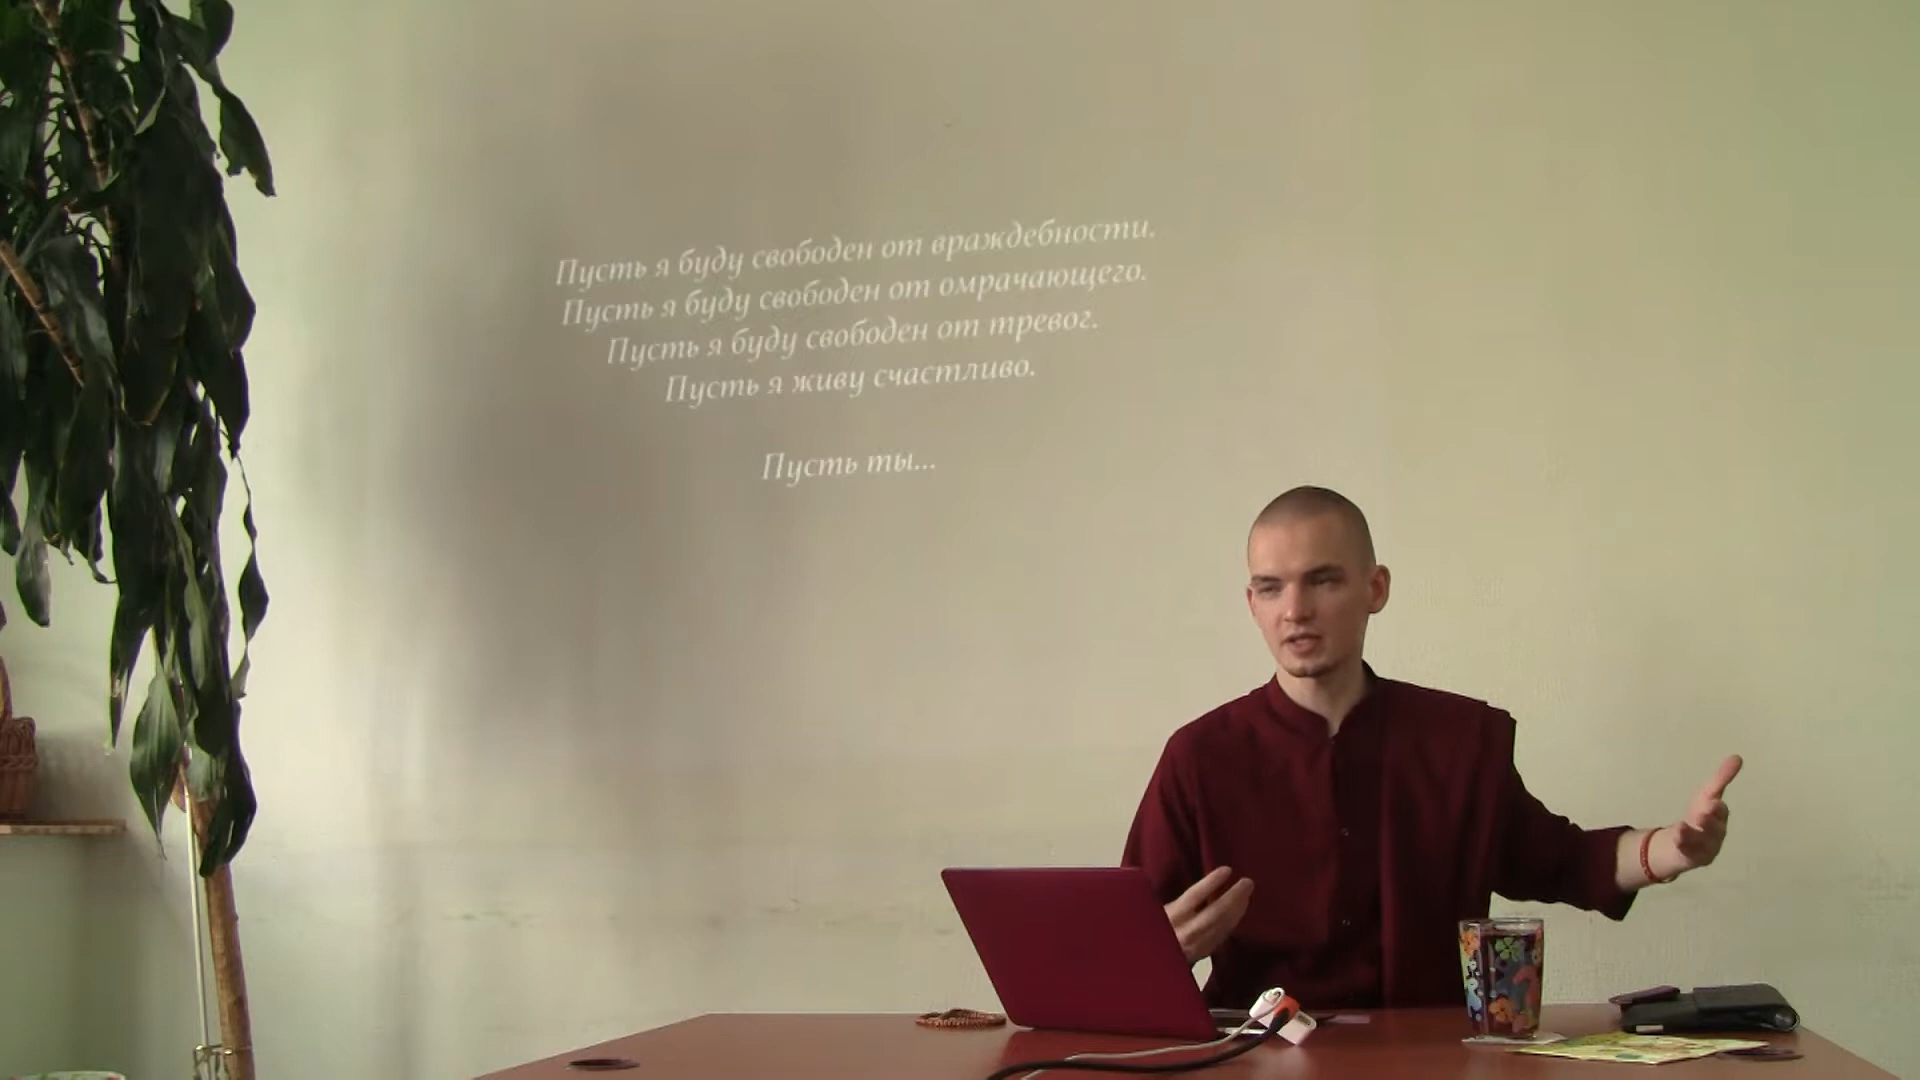 Пусть я буду свободен от враждебности.
Пусть я буду свободен от омрачающего.
Пусть я буду свободен от тревог.
Пусть я живу счастливо.
Пусть ты...